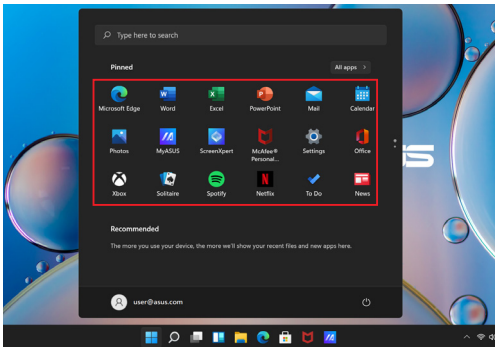 Type here to search
Pinned
All apps >
Microsoft Edge Word Excel PowerPoint Mail Calendar
Photos MyASUS ScreenXpert McAfee® Settings Office
Personal...
Xbox Solitaire Spotify Netflix To Do News
Recommended
The more you use your device, the more we'll show your recent files and new apps here.
user@asus.com